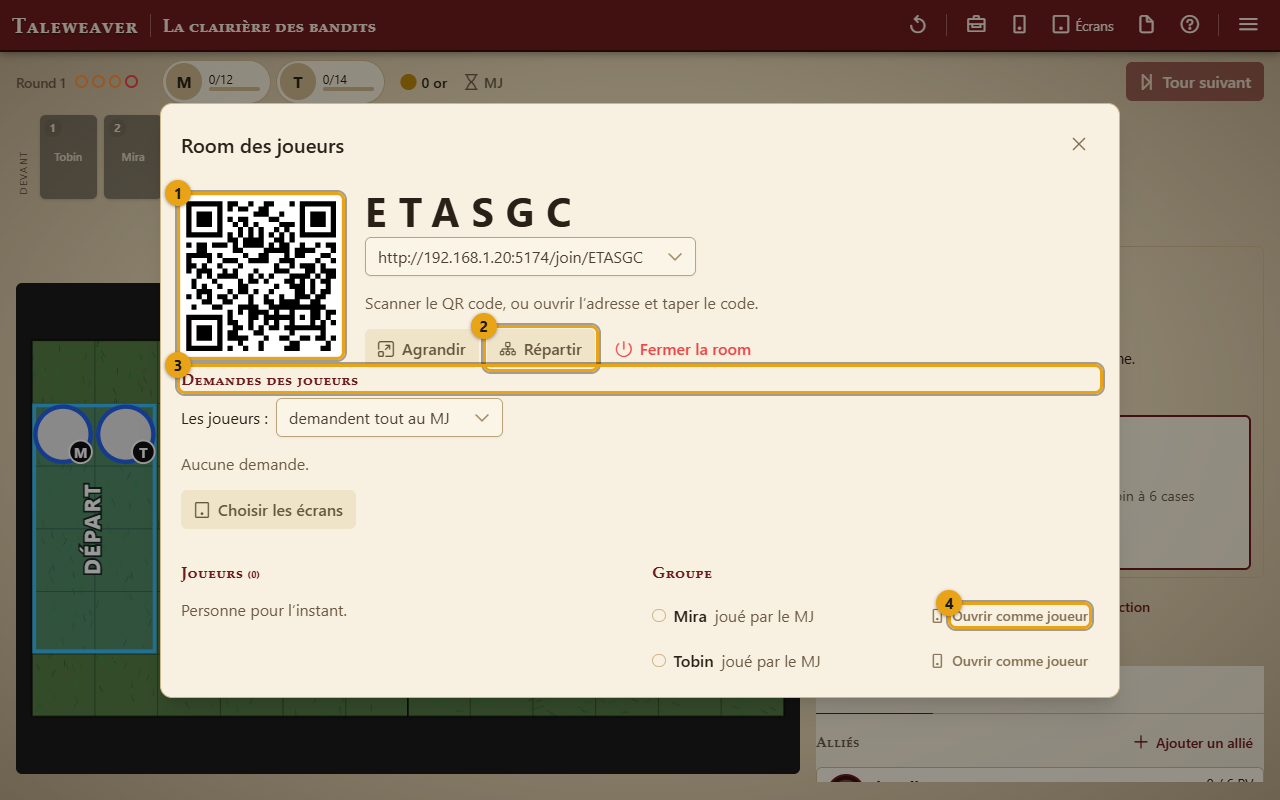 Taleweaver La clairière des bandits Écrans
Round 1 M 0/12 T 0/14 0 or MJ Tour suivant
DEVANT
1 Tobin
2 Mira
Room des joueurs
1
E T A S G C
http://192.168.1.20:5174/join/ETASGC
Scanner le QR code, ou ouvrir l'adresse et taper le code.
Agrandir 2 Répartir Fermer la room
3
Demandes des joueurs
Les joueurs : demandent tout au MJ
Aucune demande.
Choisir les écrans
Joueurs (0)
Personne pour l'instant.
Groupe
4
Mira joué par le MJ Ouvrir comme joueur
Tobin joué par le MJ Ouvrir comme joueur
M T
DÉPART
ne.
oin à 6 cases
ction
Alliés Ajouter un allié